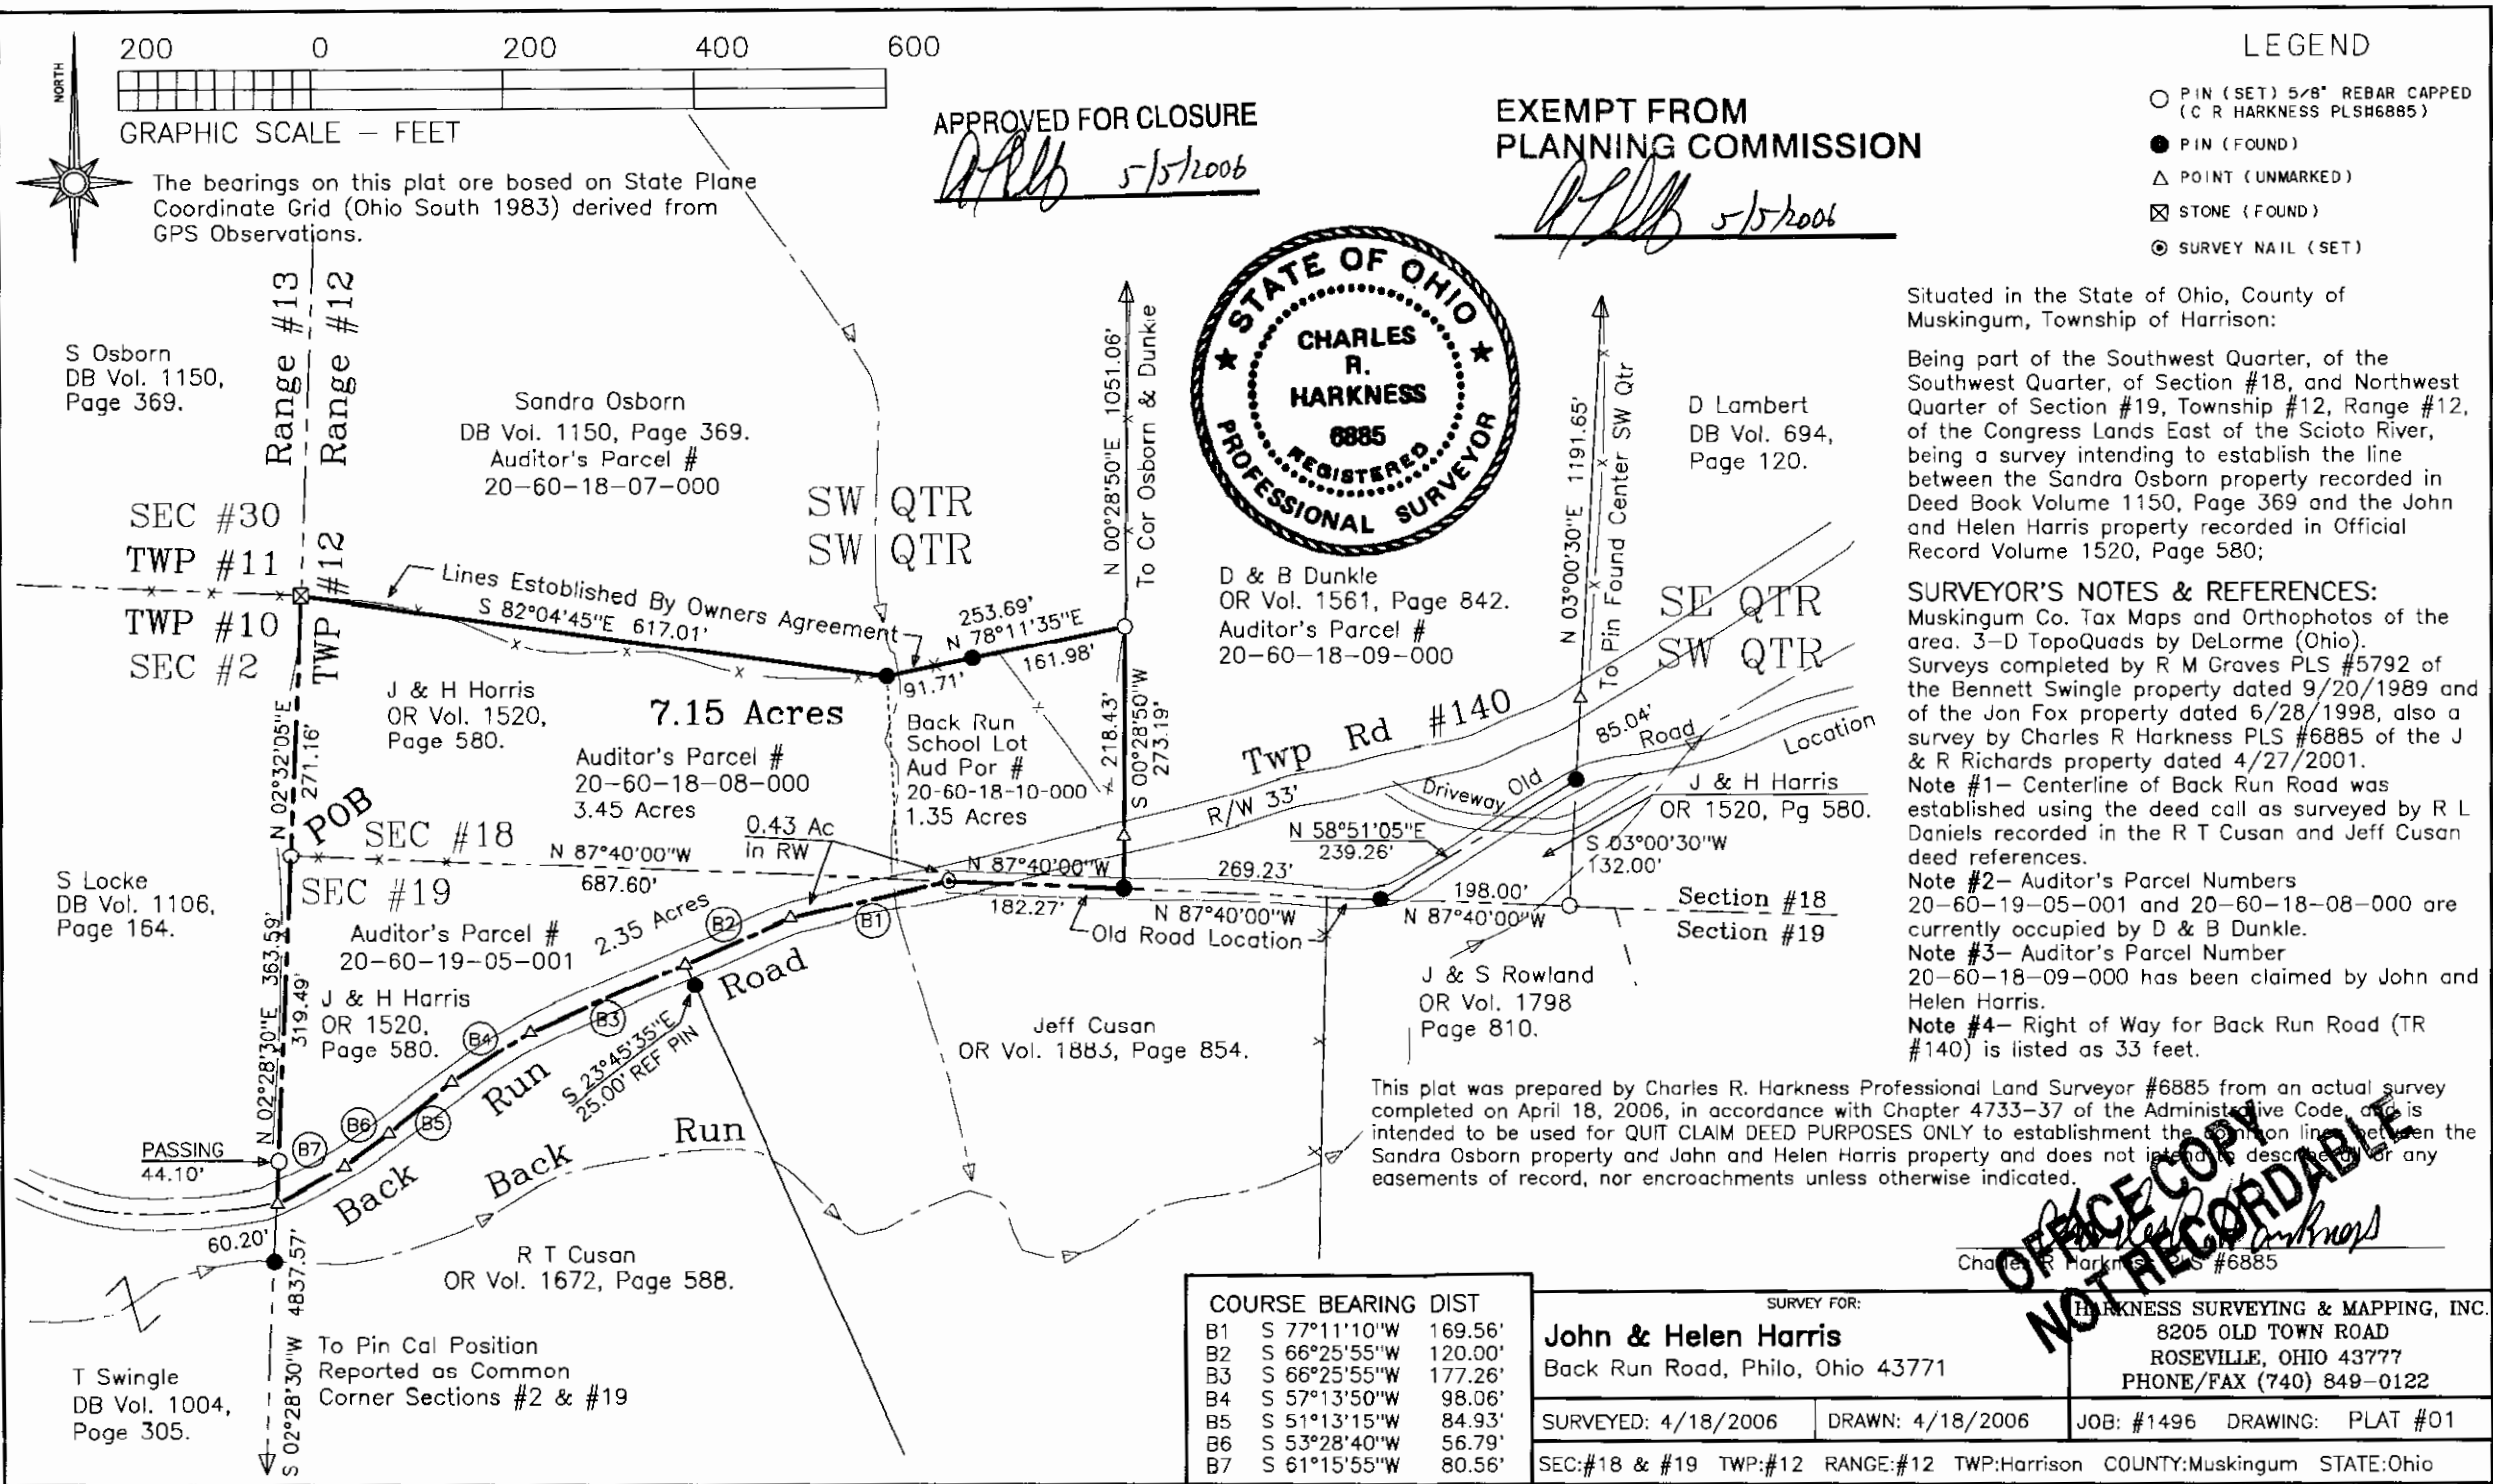 200 0 200 400 600
GRAPHIC SCALE – FEET
NORTH
The bearings on this plat are based on State Plane
Coordinate Grid (Ohio South 1983) derived from
GPS Observations.
APPROVED FOR CLOSURE
5/5/2006
EXEMPT FROM
PLANNING COMMISSION
5/5/2006
LEGEND
PIN (SET) 5/8" REBAR CAPPED
(C R HARKNESS PLS#6885)
PIN (FOUND)
POINT (UNMARKED)
STONE (FOUND)
SURVEY NAIL (SET)
STATE OF OHIO
CHARLES
R.
HARKNESS
6885
REGISTERED
PROFESSIONAL SURVEYOR
Situated in the State of Ohio, County of
Muskingum, Township of Harrison:
Being part of the Southwest Quarter, of the
Southwest Quarter, of Section #18, and Northwest
Quarter of Section #19, Township #12, Range #12,
of the Congress Lands East of the Scioto River,
being a survey intending to establish the line
between the Sandra Osborn property recorded in
Deed Book Volume 1150, Page 369 and the John
and Helen Harris property recorded in Official
Record Volume 1520, Page 580;
SURVEYOR'S NOTES & REFERENCES:
Muskingum Co. Tax Maps and Orthophotos of the
area. 3–D TopoQuads by DeLorme (Ohio).
Surveys completed by R M Graves PLS #5792 of
the Bennett Swingle property dated 9/20/1989 and
of the Jon Fox property dated 6/28/1998, also a
survey by Charles R Harkness PLS #6885 of the J
& R Richards property dated 4/27/2001.
Note #1– Centerline of Back Run Road was
established using the deed call as surveyed by R L
Daniels recorded in the R T Cusan and Jeff Cusan
deed references.
Note #2– Auditor's Parcel Numbers
20–60–19–05–001 and 20–60–18–08–000 are
currently occupied by D & B Dunkle.
Note #3– Auditor's Parcel Number
20–60–18–09–000 has been claimed by John and
Helen Harris.
Note #4– Right of Way for Back Run Road (TR
#140) is listed as 33 feet.
S Osborn
DB Vol. 1150,
Page 369.
Range #13
Range #12
Sandra Osborn
DB Vol. 1150, Page 369.
Auditor's Parcel #
20–60–18–07–000
SW QTR
SW QTR
N 00°28'50"E 1051.06'
To Cor Osborn & Dunkle
D & B Dunkle
OR Vol. 1561, Page 842.
Auditor's Parcel #
20–60–18–09–000
N 03°00'30"E 1191.65'
To Pin Found Center SW Qtr
D Lambert
DB Vol. 694,
Page 120.
SE QTR
SW QTR
SEC #30
TWP #11
TWP #10
SEC #2
TWP #12
Lines Established By Owners Agreement
S 82°04'45"E 617.01'
253.69'
N 78°11'35"E
91.71'
161.98'
J & H Horris
OR Vol. 1520,
Page 580.
7.15 Acres
Auditor's Parcel #
20–60–18–08–000
3.45 Acres
Back Run
School Lot
Aud Par #
20-60-18-10-000
1.35 Acres
218.43'
S 00°28'50"W
273.19'
Twp Rd #140
R/W 33'
85.04'
Old Road Location
Driveway
J & H Harris
OR 1520, Pg 580.
N 02°32'05"E
271.16'
POB
SEC #18
SEC #19
N 87°40'00"W
687.60'
0.43 Ac
in RW
N 87°40'00"W
182.27'
269.23'
N 87°40'00"W
N 58°51'05"E
239.26'
S 03°00'30"W
132.00'
198.00'
N 87°40'00"W
Section #18
Section #19
Old Road Location
S Locke
DB Vol. 1106,
Page 164.
Auditor's Parcel #
20–60–19–05–001
2.35 Acres
J & H Harris
OR 1520,
Page 580.
N 02°28'30"E 363.59'
319.49'
B1
B2
B3
B4
B5
B6
B7
Back Run Road
S 23°45'35"E
25.00' REF PIN
Jeff Cusan
OR Vol. 1883, Page 854.
J & S Rowland
OR Vol. 1798
Page 810.
PASSING
44.10'
60.20'
Back Run
R T Cusan
OR Vol. 1672, Page 588.
S 02°28'30"W 4837.57'
To Pin Cal Position
Reported as Common
Corner Sections #2 & #19
T Swingle
DB Vol. 1004,
Page 305.
This plat was prepared by Charles R. Harkness Professional Land Surveyor #6885 from an actual survey
completed on April 18, 2006, in accordance with Chapter 4733–37 of the Administrative Code, and is
intended to be used for QUIT CLAIM DEED PURPOSES ONLY to establishment the common lines between the
Sandra Osborn property and John and Helen Harris property and does not intend to describe or any
easements of record, nor encroachments unless otherwise indicated.
OFFICE COPY
NOT RECORDABLE
Charles R Harkness PLS #6885
COURSE BEARING DIST
B1 S 77°11'10"W 169.56'
B2 S 66°25'55"W 120.00'
B3 S 66°25'55"W 177.26'
B4 S 57°13'50"W 98.06'
B5 S 51°13'15"W 84.93'
B6 S 53°28'40"W 56.79'
B7 S 61°15'55"W 80.56'
SURVEY FOR:
John & Helen Harris
Back Run Road, Philo, Ohio 43771
HARKNESS SURVEYING & MAPPING, INC.
8205 OLD TOWN ROAD
ROSEVILLE, OHIO 43777
PHONE/FAX (740) 849–0122
SURVEYED: 4/18/2006 DRAWN: 4/18/2006 JOB: #1496 DRAWING: PLAT #01
SEC:#18 & #19 TWP:#12 RANGE:#12 TWP:Harrison COUNTY:Muskingum STATE:Ohio